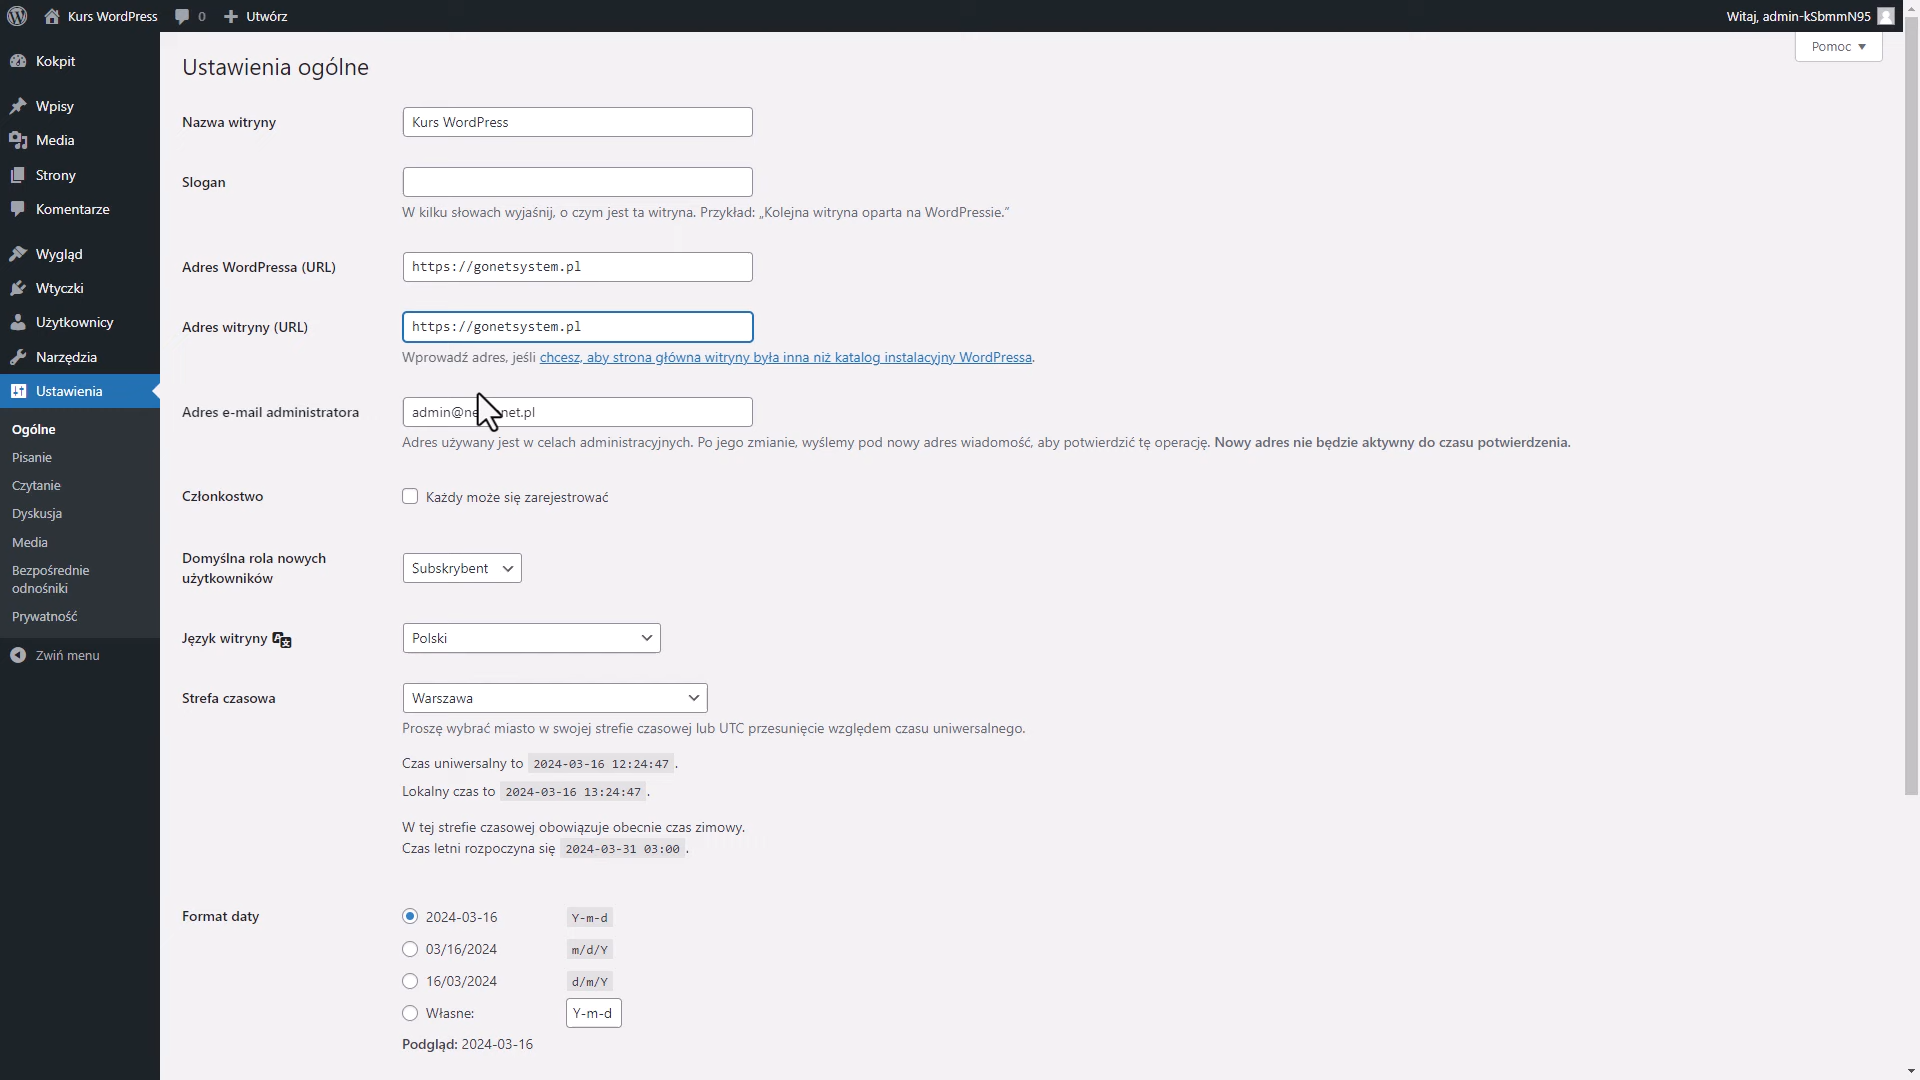 Kurs WordPress
0
Utwórz
Witaj, admin-kSbmmN95
Pomoc
Kokpit
Wpisy
Media
Strony
Komentarze
Wygląd
Wtyczki
Użytkownicy
Narzędzia
Ustawienia
Ogólne
Pisanie
Czytanie
Dyskusja
Media
Bezpośrednie
odnośniki
Prywatność
Zwiń menu
Ustawienia ogólne
Nazwa witryny
Kurs WordPress
Slogan
W kilku słowach wyjaśnij, o czym jest ta witryna. Przykład: „Kolejna witryna oparta na WordPressie.”
Adres WordPressa (URL)
https://gonetsystem.pl
Adres witryny (URL)
https://gonetsystem.pl
Wprowadź adres, jeśli chcesz, aby strona główna witryny była inna niż katalog instalacyjny WordPressa.
Adres e-mail administratora
Adres używany jest w celach administracyjnych. Po jego zmianie, wyślemy pod nowy adres wiadomość, aby potwierdzić tę operację. Nowy adres nie będzie aktywny do czasu potwierdzenia.
Członkostwo
Każdy może się zarejestrować
Domyślna rola nowych
użytkowników
Subskrybent
Język witryny
Polski
Strefa czasowa
Warszawa
Proszę wybrać miasto w swojej strefie czasowej lub UTC przesunięcie względem czasu uniwersalnego.
Czas uniwersalny to 2024-03-16 12:24:47 .
Lokalny czas to 2024-03-16 13:24:47 .
W tej strefie czasowej obowiązuje obecnie czas zimowy.
Czas letni rozpoczyna się 2024-03-31 03:00 .
Format daty
2024-03-16 Y-m-d
03/16/2024 m/d/Y
16/03/2024 d/m/Y
Własne: Y-m-d
Podgląd: 2024-03-16